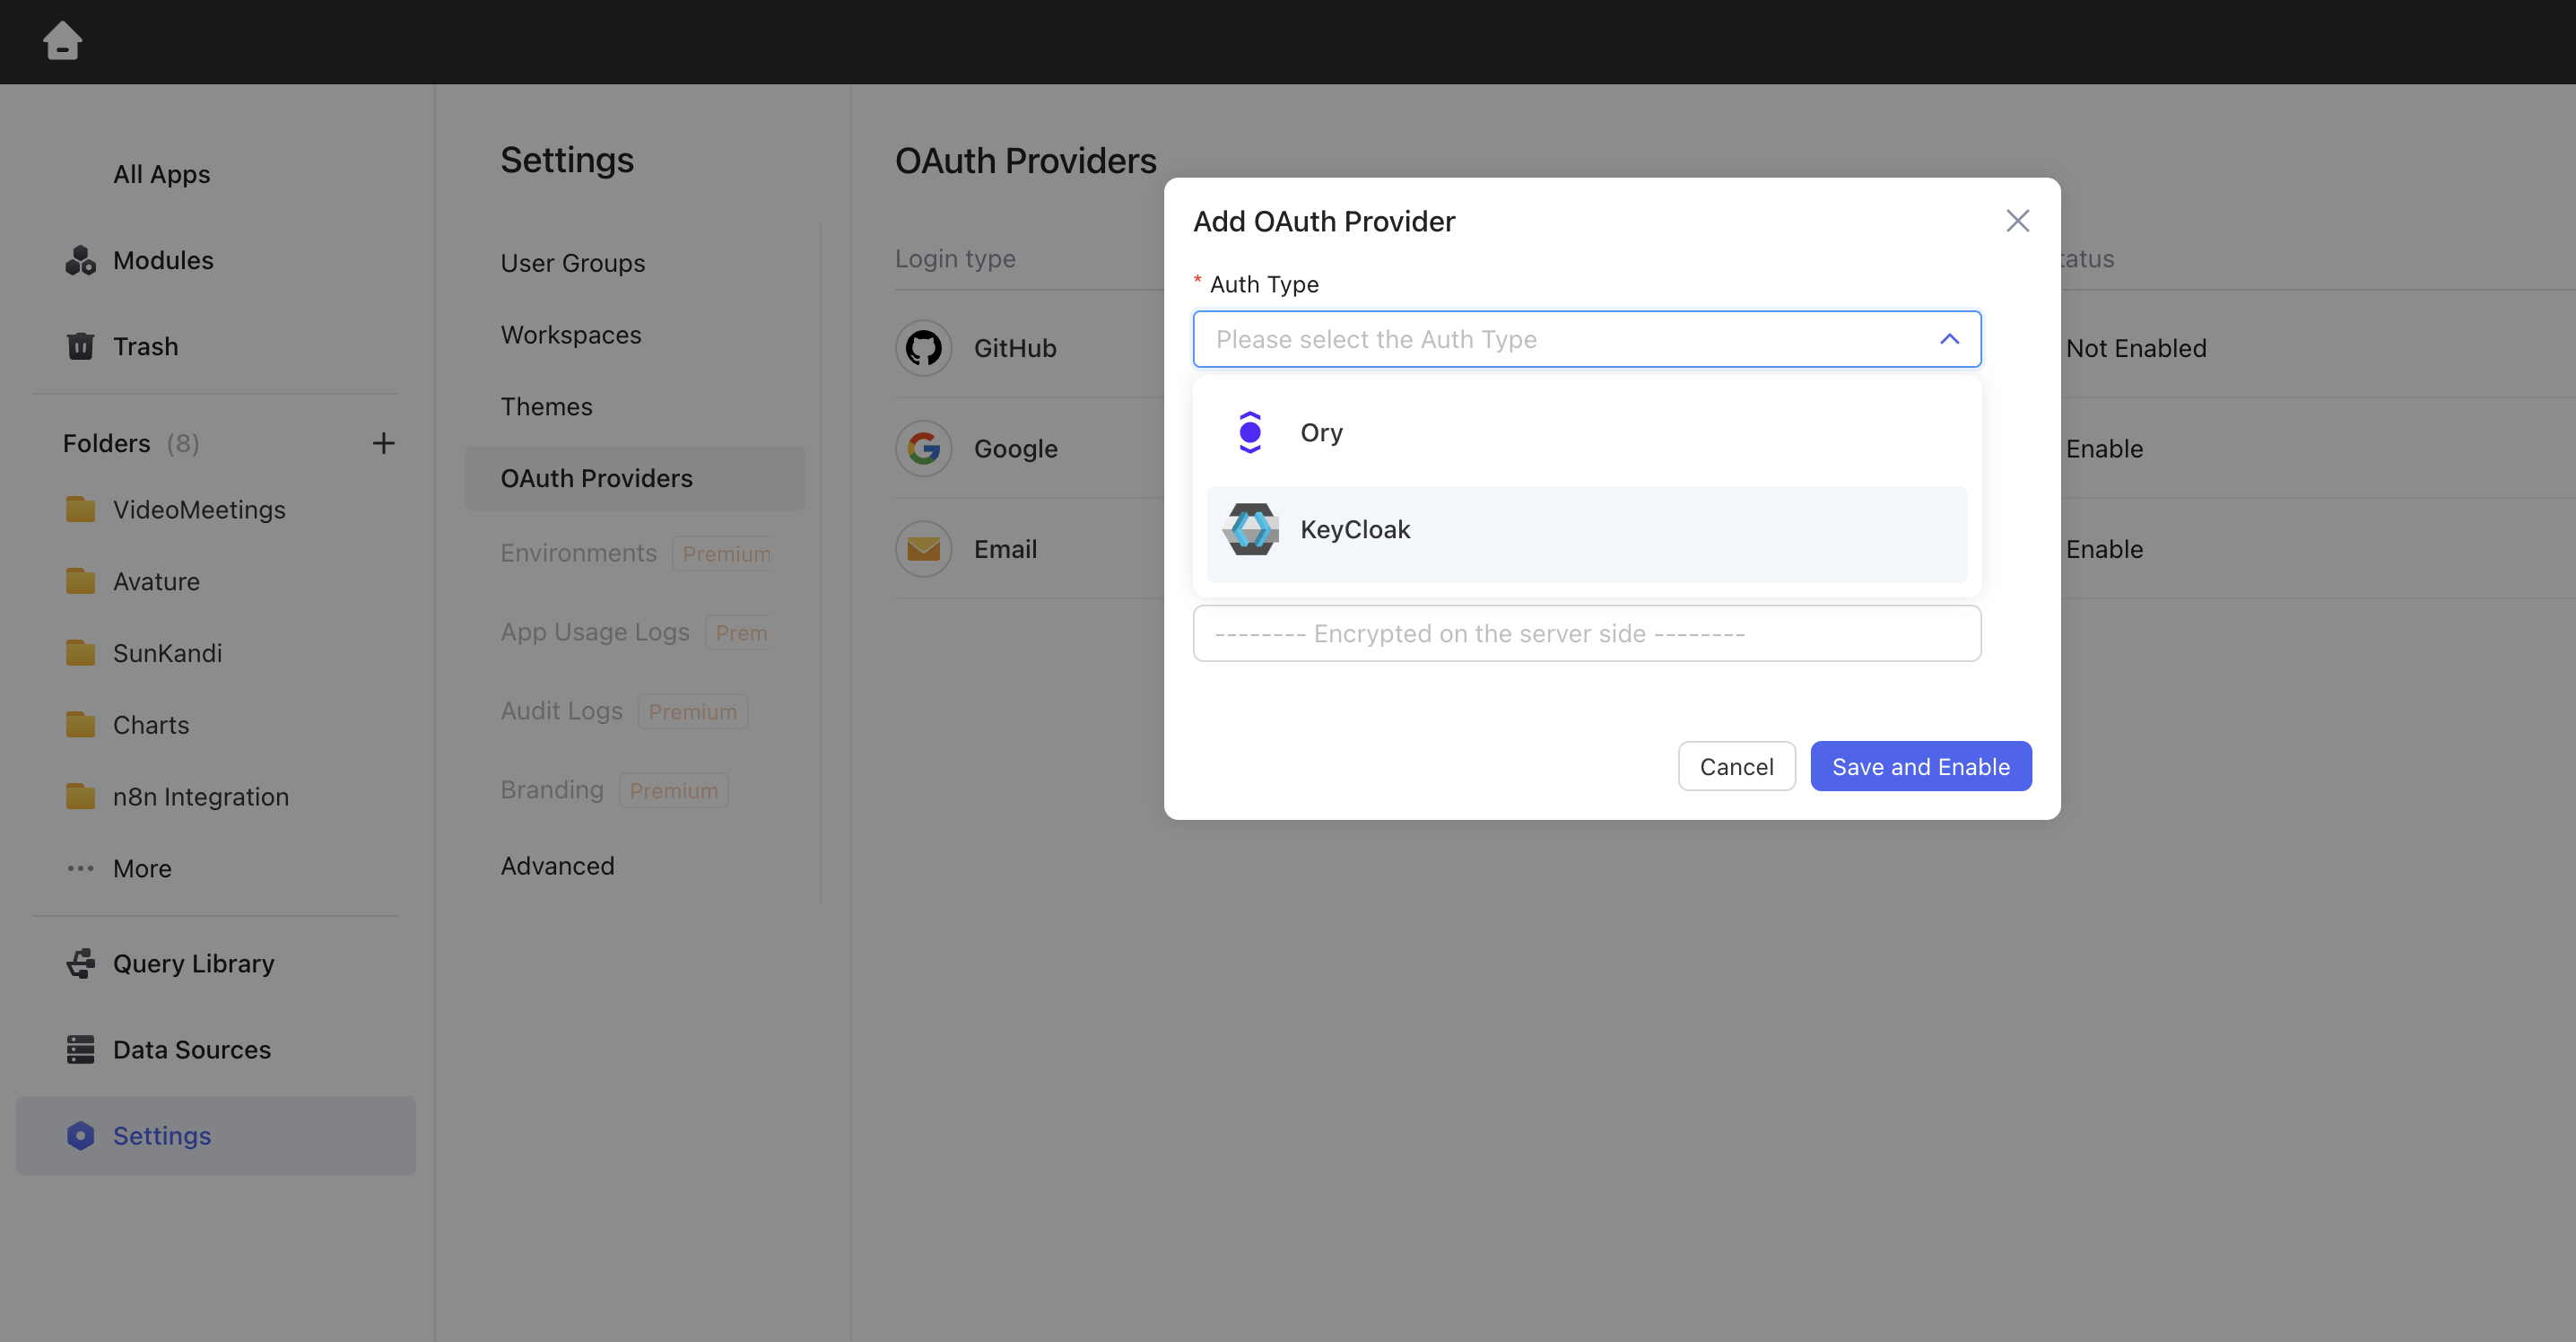 All Apps
Modules
Trash
Folders (8)
VideoMeetings
Avature
SunKandi
Charts
n8n Integration
More
Query Library
Data Sources
Settings
Settings
User Groups
Workspaces
Themes
OAuth Providers
Environments Premium
App Usage Logs Prem
Audit Logs Premium
Branding Premium
Advanced
OAuth Providers
Login type
tatus
GitHub
Not Enabled
Google
Enable
Email
Enable
Add OAuth Provider
* Auth Type
Please select the Auth Type
Ory
KeyCloak
-------- Encrypted on the server side --------
Cancel
Save and Enable